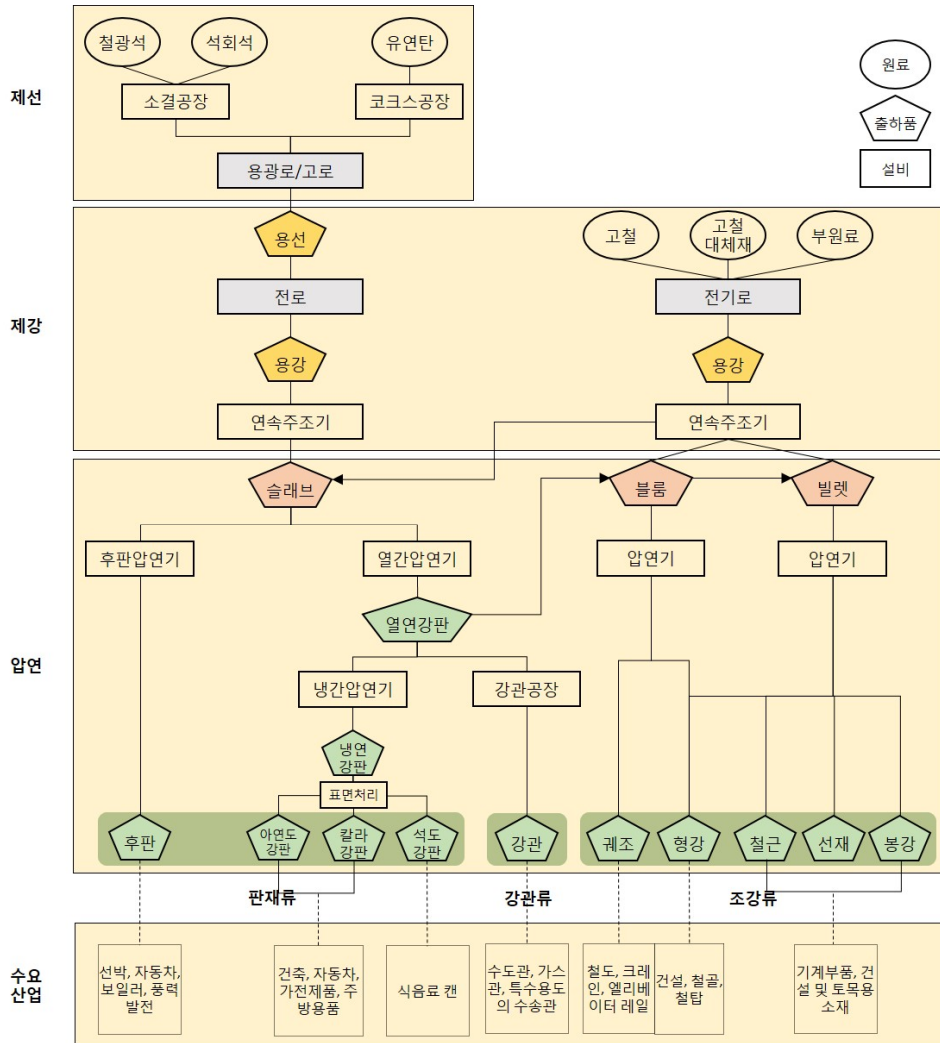 철광석
석회석
유연탄
원료
제선
소결공장
코크스공장
출하품
용광로/고로
설비
용선
고철
고철
대체재
부원료
전로
전기로
제강
용강
용강
연속주조기
연속주조기
슬래브
블룸
빌렛
후판압연기
열간압연기
압연기
압연기
열연강판
압연
냉간압연기
강관공장
냉연
강판
표면처리
후판
아연도
강판
칼라
강판
석도
강판
강관
궤조
형강
철근
선재
봉강
판재류
강관류
조강류
수요
산업
선박, 자동차,
보일러, 풍력
발전
건축, 자동차,
가전제품, 주
방용품
식음료 캔
수도관, 가스
관, 특수용도
의 수송관
철도, 크레
인, 엘리베
이터 레일
건설, 철골,
철탑
기계부품, 건
설 및 토목용
소재